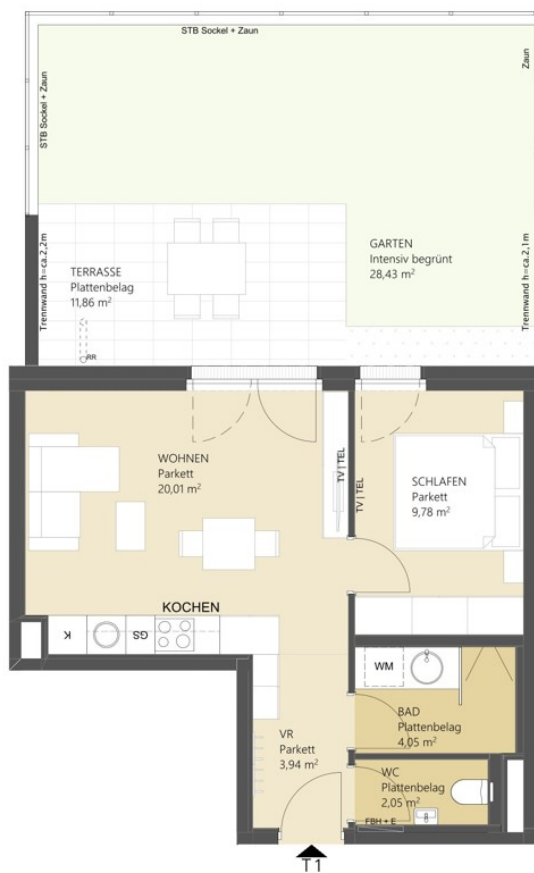 STB Sockel + Zaun
STB Sockel + Zaun
Zaun
GARTEN
Intensiv begrünt
28,43 m²
Trennwand h=ca.2,2m
Trennwand h=ca.2,1m
TERRASSE
Plattenbelag
11,86 m²
RR
WOHNEN
Parkett
20,01 m²
TV | TEL
TV | TEL
SCHLAFEN
Parkett
9,78 m²
KOCHEN
K
GS
WM
BAD
Plattenbelag
4,05 m²
VR
Parkett
3,94 m²
WC
Plattenbelag
2,05 m²
FBH + E
T1